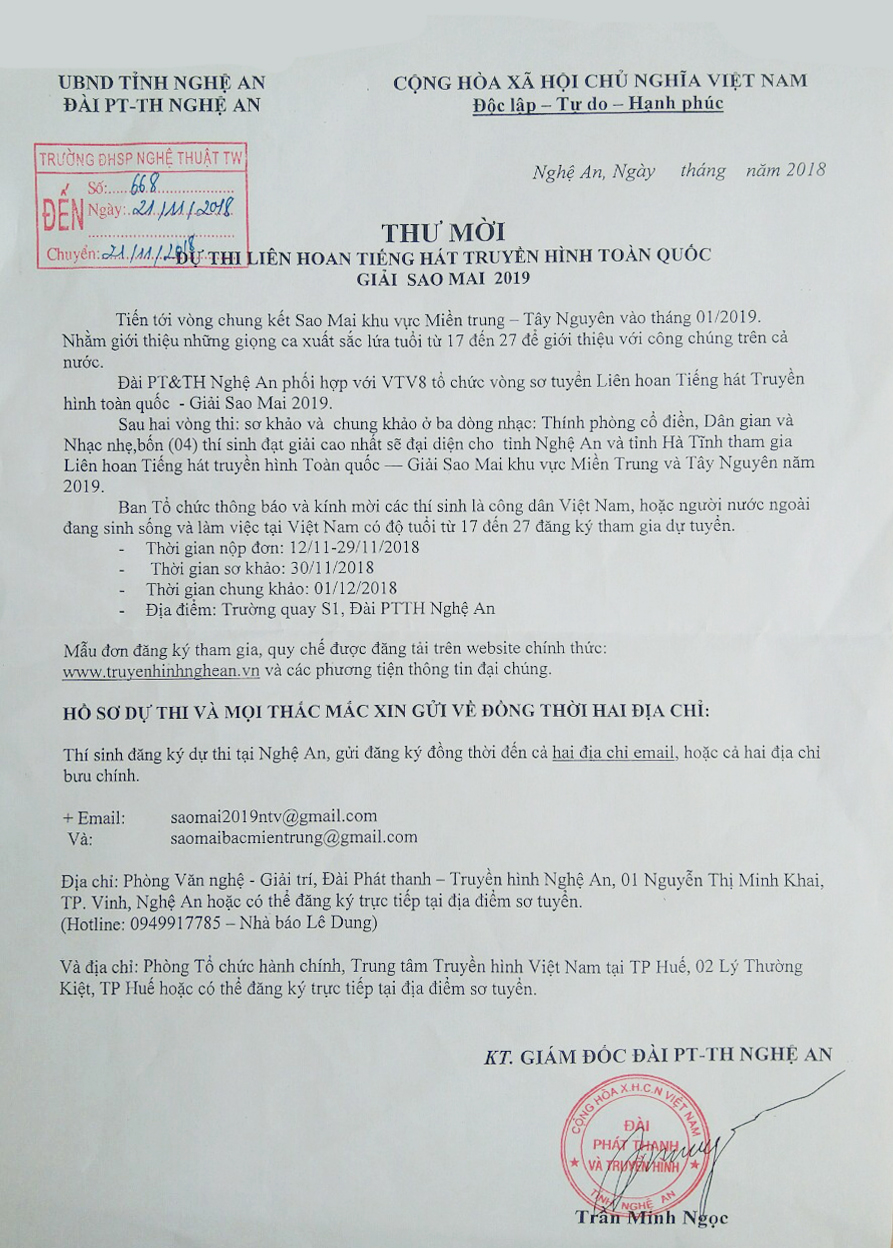 UBND TỈNH NGHỆ AN
ĐÀI PT-TH NGHỆ AN
CỘNG HÒA XÃ HỘI CHỦ NGHĨA VIỆT NAM
Độc lập – Tự do – Hạnh phúc
TRƯỜNG ĐHSP NGHỆ THUẬT TW
ĐẾN
Số:.....668
Ngày:..21/11/2018
Chuyển:21/11/2018
Nghệ An, Ngày tháng năm 2018
THƯ MỜI
DỰ THI LIÊN HOAN TIẾNG HÁT TRUYỀN HÌNH TOÀN QUỐC
GIẢI SAO MAI 2019
Tiến tới vòng chung kết Sao Mai khu vực Miền trung – Tây Nguyên vào tháng 01/2019.
Nhằm giới thiệu những giọng ca xuất sắc lứa tuổi từ 17 đến 27 để giới thiệu với công chúng trên cả
nước.
Đài PT&TH Nghệ An phối hợp với VTV8 tổ chức vòng sơ tuyển Liên hoan Tiếng hát Truyền
hình toàn quốc - Giải Sao Mai 2019.
Sau hai vòng thi: sơ khảo và chung khảo ở ba dòng nhạc: Thính phòng cổ điển, Dân gian và
Nhạc nhẹ,bốn (04) thí sinh đạt giải cao nhất sẽ đại diện cho tỉnh Nghệ An và tỉnh Hà Tĩnh tham gia
Liên hoan Tiếng hát truyền hình Toàn quốc — Giải Sao Mai khu vực Miền Trung và Tây Nguyên năm
2019.
Ban Tổ chức thông báo và kính mời các thí sinh là công dân Việt Nam, hoặc người nước ngoài
đang sinh sống và làm việc tại Việt Nam có độ tuổi từ 17 đến 27 đăng ký tham gia dự tuyển.
- Thời gian nộp đơn: 12/11-29/11/2018
- Thời gian sơ khảo: 30/11/2018
- Thời gian chung khảo: 01/12/2018
- Địa điểm: Trường quay S1, Đài PTTH Nghệ An
Mẫu đơn đăng ký tham gia, quy chế được đăng tải trên website chính thức:
www.truyenhinhnghean.vn và các phương tiện thông tin đại chúng.
HỒ SƠ DỰ THI VÀ MỌI THẮC MẮC XIN GỬI VỀ ĐỒNG THỜI HAI ĐỊA CHỈ:
Thí sinh đăng ký dự thi tại Nghệ An, gửi đăng ký đồng thời đến cả hai địa chỉ email, hoặc cả hai địa chỉ
bưu chính.
+ Email: saomai2019ntv@gmail.com
Và: saomaibacmientrung@gmail.com
Địa chỉ: Phòng Văn nghệ - Giải trí, Đài Phát thanh – Truyền hình Nghệ An, 01 Nguyễn Thị Minh Khai,
TP. Vinh, Nghệ An hoặc có thể đăng ký trực tiếp tại địa điểm sơ tuyển.
(Hotline: 0949917785 – Nhà báo Lê Dung)
Và địa chỉ: Phòng Tổ chức hành chính, Trung tâm Truyền hình Việt Nam tại TP Huế, 02 Lý Thường
Kiệt, TP Huế hoặc có thể đăng ký trực tiếp tại địa điểm sơ tuyển.
KT. GIÁM ĐỐC ĐÀI PT-TH NGHỆ AN
CỘNG HÒA X.H.C.N VIỆT NAM
ĐÀI
PHÁT THANH
VÀ TRUYỀN HÌNH
TỈNH NGHỆ AN
Trần Minh Ngọc